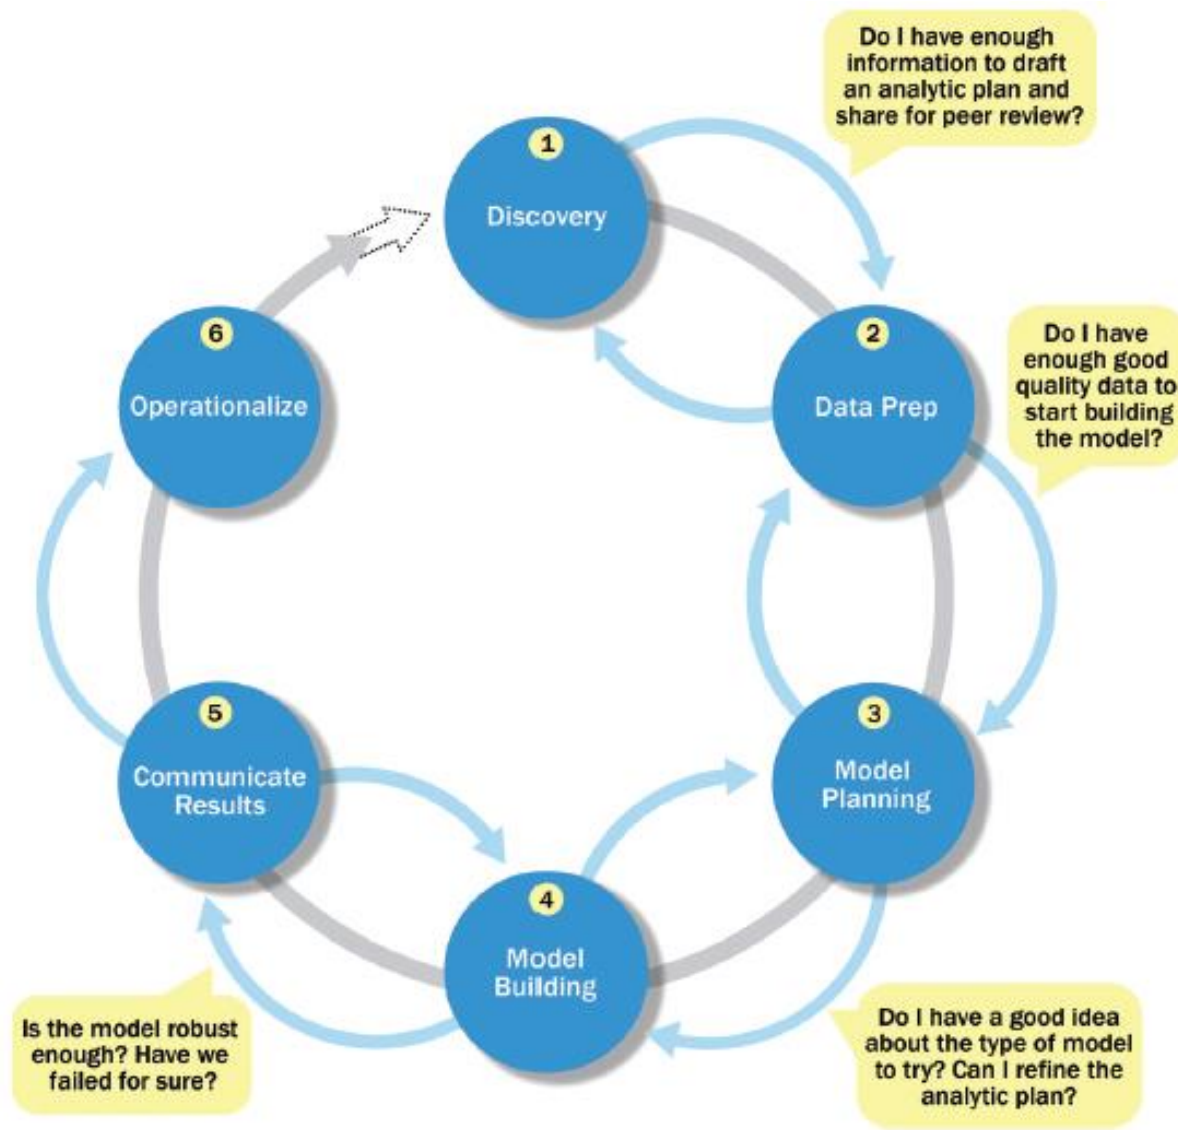 Do I have enough
information to draft
an analytic plan and
share for peer review?
1
Discovery
2
Data Prep
Do I have
enough good
quality data to
start building
the model?
3
Model
Planning
Do I have a good idea
about the type of model
to try? Can I refine the
analytic plan?
4
Model
Building
Is the model robust
enough? Have we
failed for sure?
5
Communicate
Results
6
Operationalize